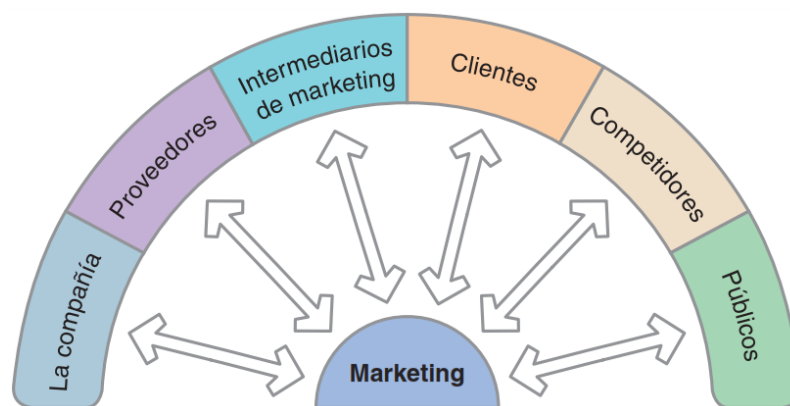 La compañía
Proveedores
Intermediarios
de marketing
Clientes
Competidores
Públicos
Marketing